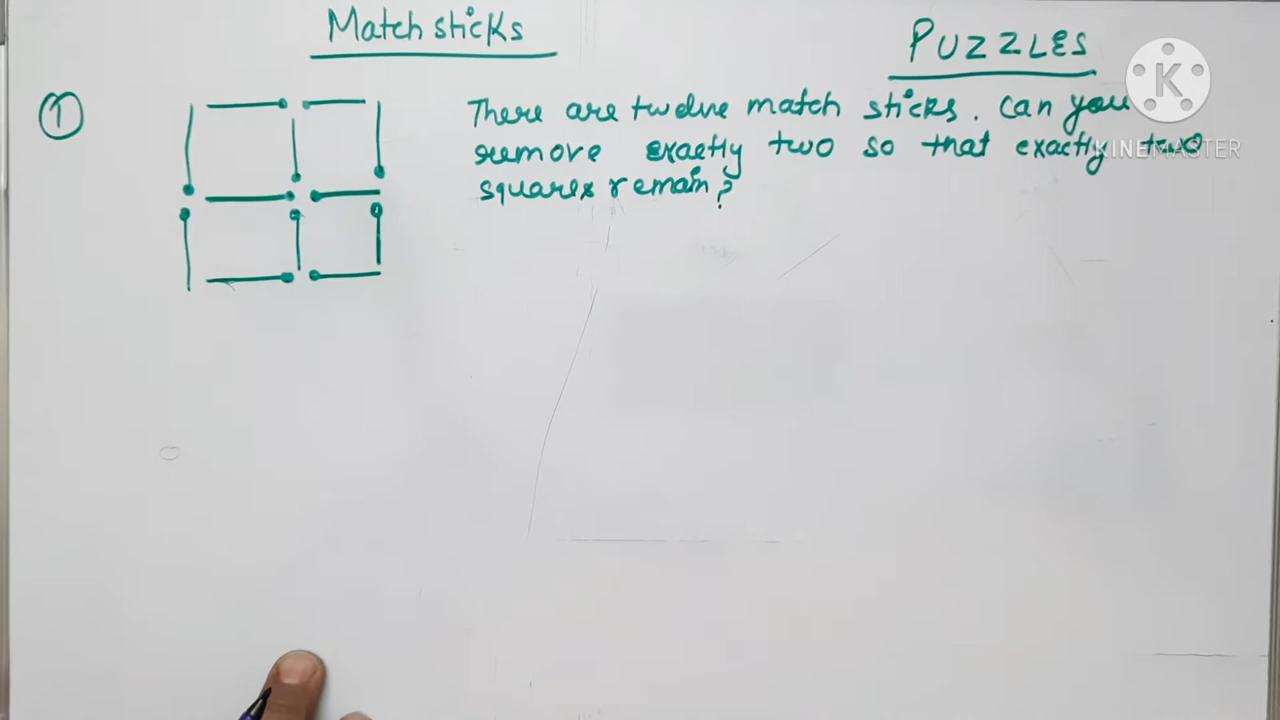 Match sticks
PUZZLES
1
There are twelve match sticks. Can you
remove exactly two so that exactly two
squares remain?
K
KINEMASTER